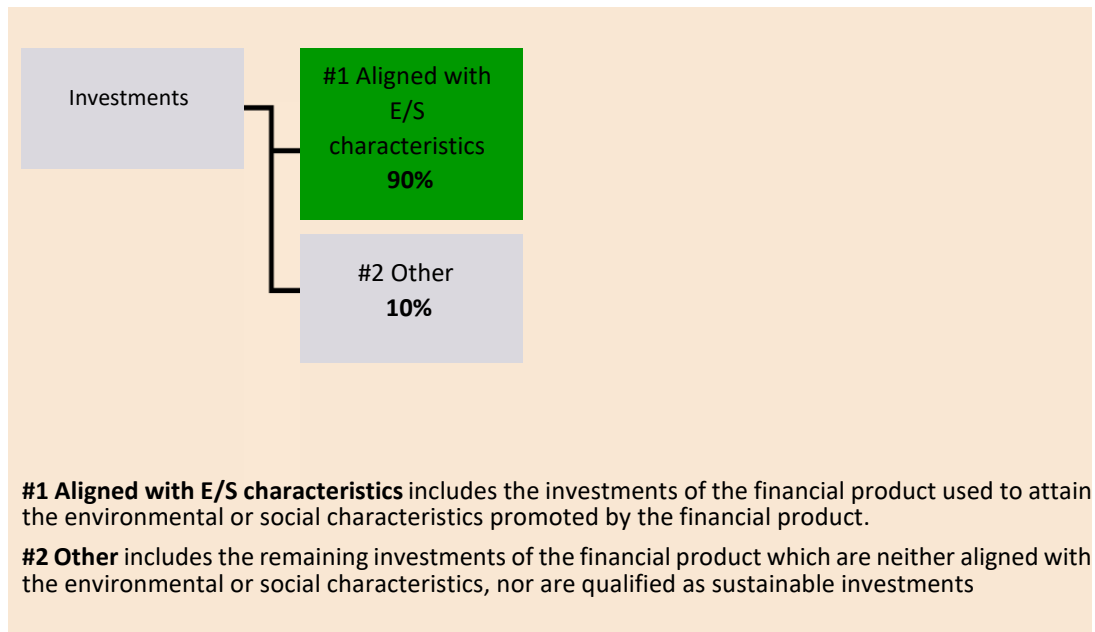 Investments
#1 Aligned with
E/S
characteristics
90%
#2 Other
10%
#1 Aligned with E/S characteristics includes the investments of the financial product used to attain
the environmental or social characteristics promoted by the financial product.
#2 Other includes the remaining investments of the financial product which are neither aligned with
the environmental or social characteristics, nor are qualified as sustainable investments